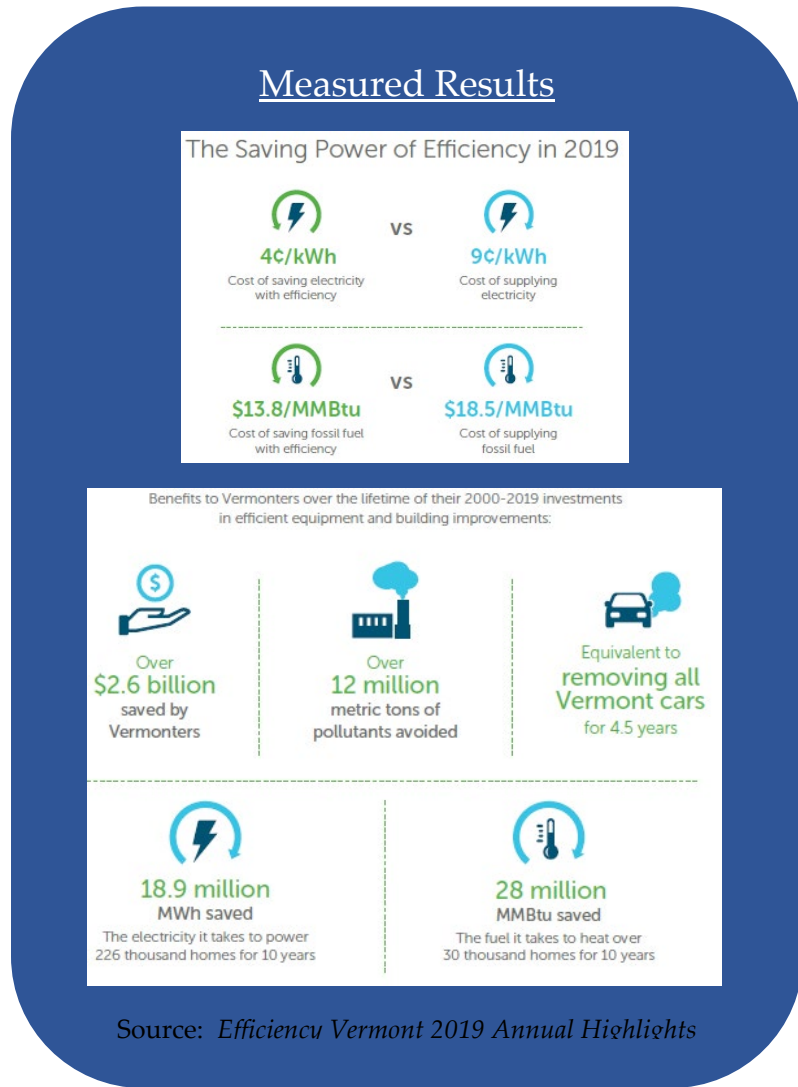 Measured Results
The Saving Power of Efficiency in 2019
4¢/kWh
Cost of saving electricity
with efficiency
vs
9¢/kWh
Cost of supplying
electricity
$13.8/MMBtu
Cost of saving fossil fuel
with efficiency
vs
$18.5/MMBtu
Cost of supplying
fossil fuel
Benefits to Vermonters over the lifetime of their 2000-2019 investments
in efficient equipment and building improvements:
$
Over
$2.6 billion
saved by
Vermonters
Over
12 million
metric tons of
pollutants avoided
Equivalent to
removing all
Vermont cars
for 4.5 years
18.9 million
MWh saved
The electricity it takes to power
226 thousand homes for 10 years
28 million
MMBtu saved
The fuel it takes to heat over
30 thousand homes for 10 years
Source: Efficiency Vermont 2019 Annual Highlights